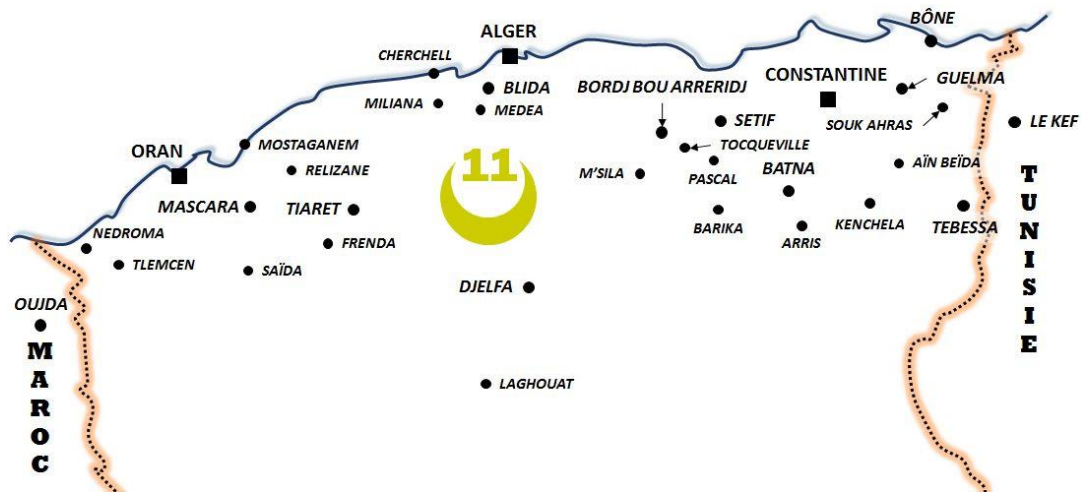 BÔNE
ALGER
CHERCHELL
CONSTANTINE
GUELMA
BLIDA
BORDJ BOU ARRERIDJ
MILIANA
MEDEA
SETIF
SOUK AHRAS
LE KEF
MOSTAGANEM
ORAN
TOCQUEVILLE
11
RELIZANE
M'SILA
PASCAL
BATNA
AÏN BEÏDA
MASCARA
TIARET
BARIKA
ARRIS
KENCHELA
TEBESSA
NEDROMA
FRENDA
TLEMCEN
SAÏDA
DJELFA
OUJDA
LAGHOUAT
MAROC
TUNISIE